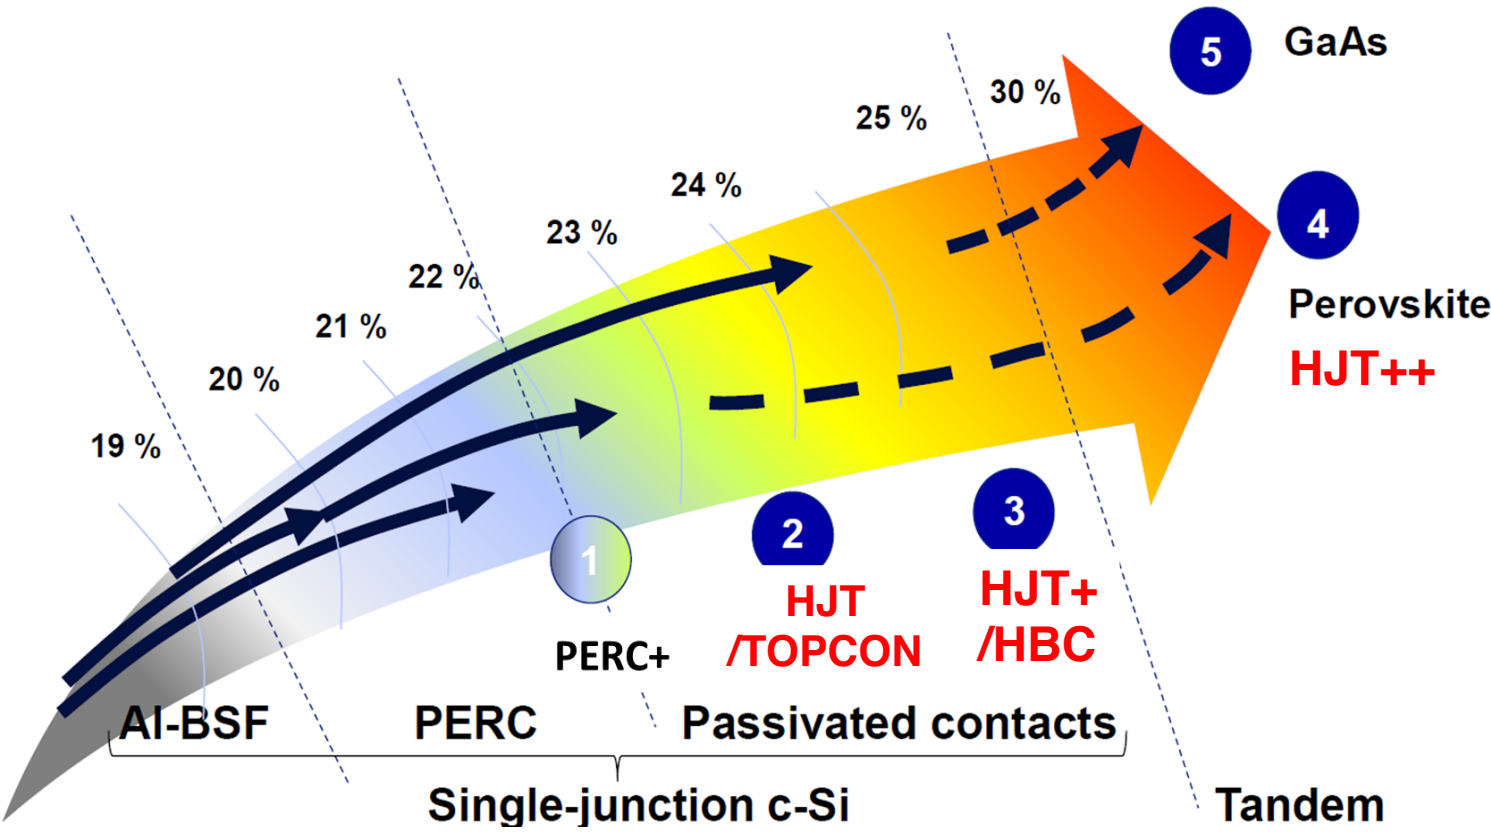 5
GaAs
30 %
25 %
24 %
4
23 %
22 %
Perovskite
21 %
HJT++
20 %
19 %
3
2
1
HJT+
/HBC
HJT
/TOPCON
PERC+
Al-BSF
PERC
Passivated contacts
Single-junction c-Si
Tandem